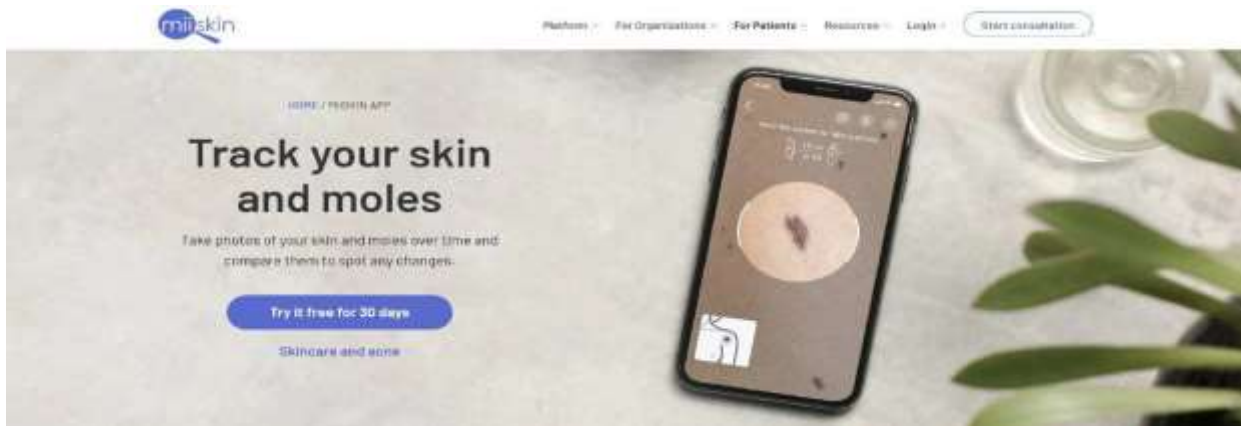 miiskin
Platform
For Organizations
For Patients
Resources
Login
Start consultation
HOME / MIISKIN APP
Track your skin
and moles
Take photos of your skin and moles over time and
compare them to spot any changes.
Try it free for 30 days
Skincare and acne